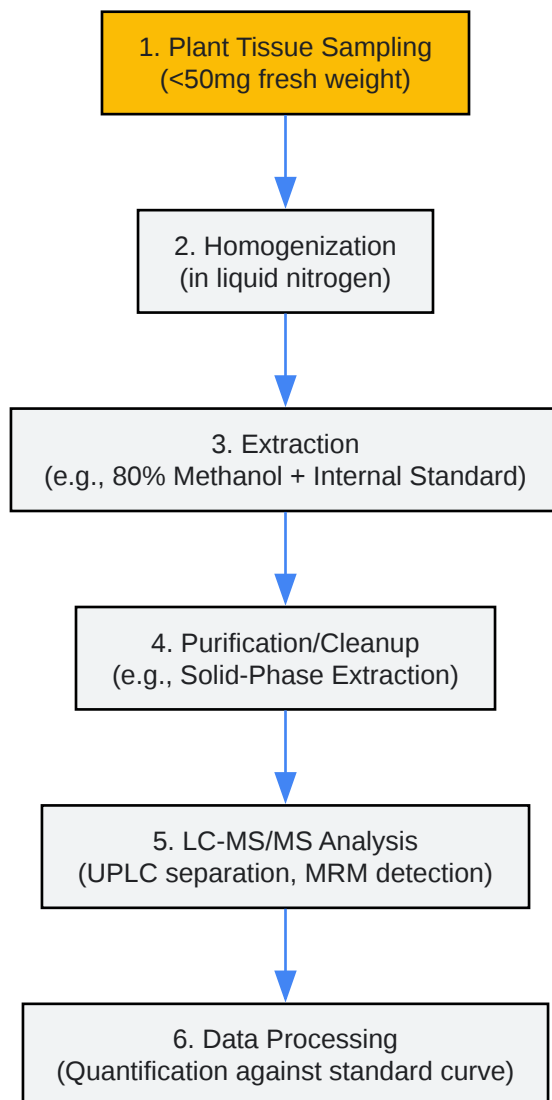 1. Plant Tissue Sampling
(<50mg fresh weight)
2. Homogenization
(in liquid nitrogen)
3. Extraction
(e.g., 80% Methanol + Internal Standard)
4. Purification/Cleanup
(e.g., Solid-Phase Extraction)
5. LC-MS/MS Analysis
(UPLC separation, MRM detection)
6. Data Processing
(Quantification against standard curve)